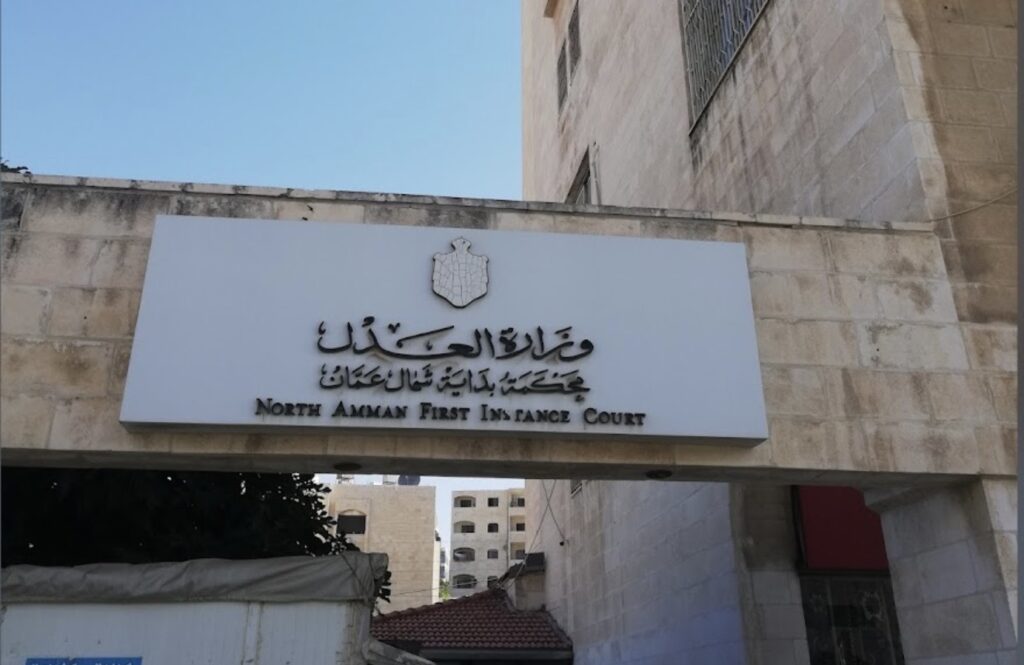 وزارة العدل
محكمة بداية شمال عمان
North Amman First Instance Court